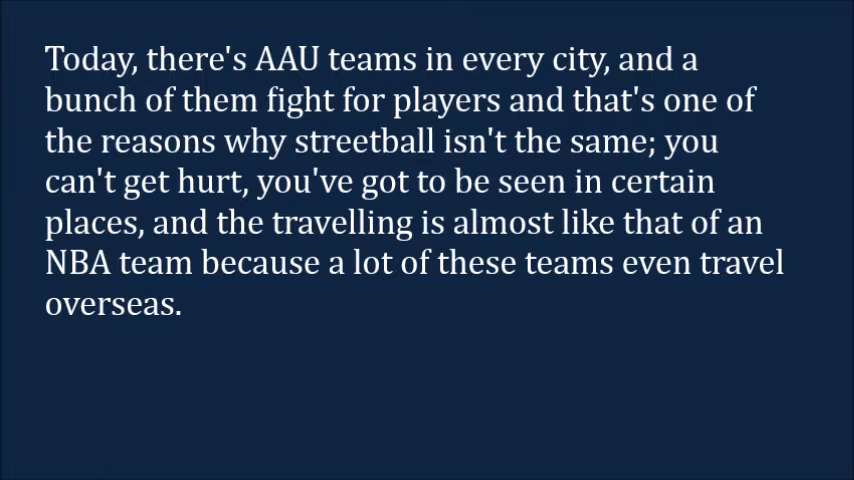 Today, there's AAU teams in every city, and a
bunch of them fight for players and that's one of
the reasons why streetball isn't the same; you
can't get hurt, you've got to be seen in certain
places, and the travelling is almost like that of an
NBA team because a lot of these teams even travel
overseas.